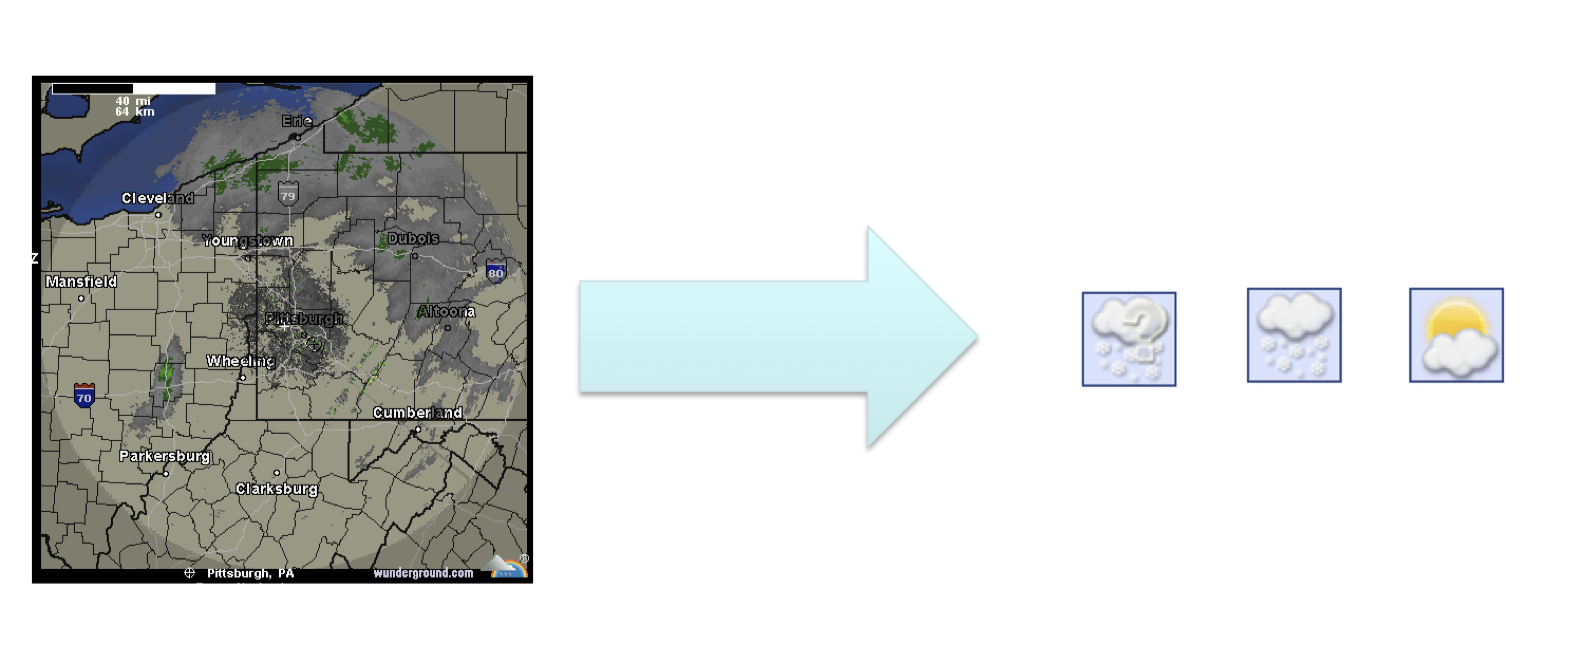 40 mi
64 km
Erie
Cleveland
79
Youngstown
Dubois
Z
80
Mansfield
Pittsburgh
Altoona
Wheeling
70
Cumberland
Parkersburg
Clarksburg
Pittsburgh, PA
wunderground.com
?